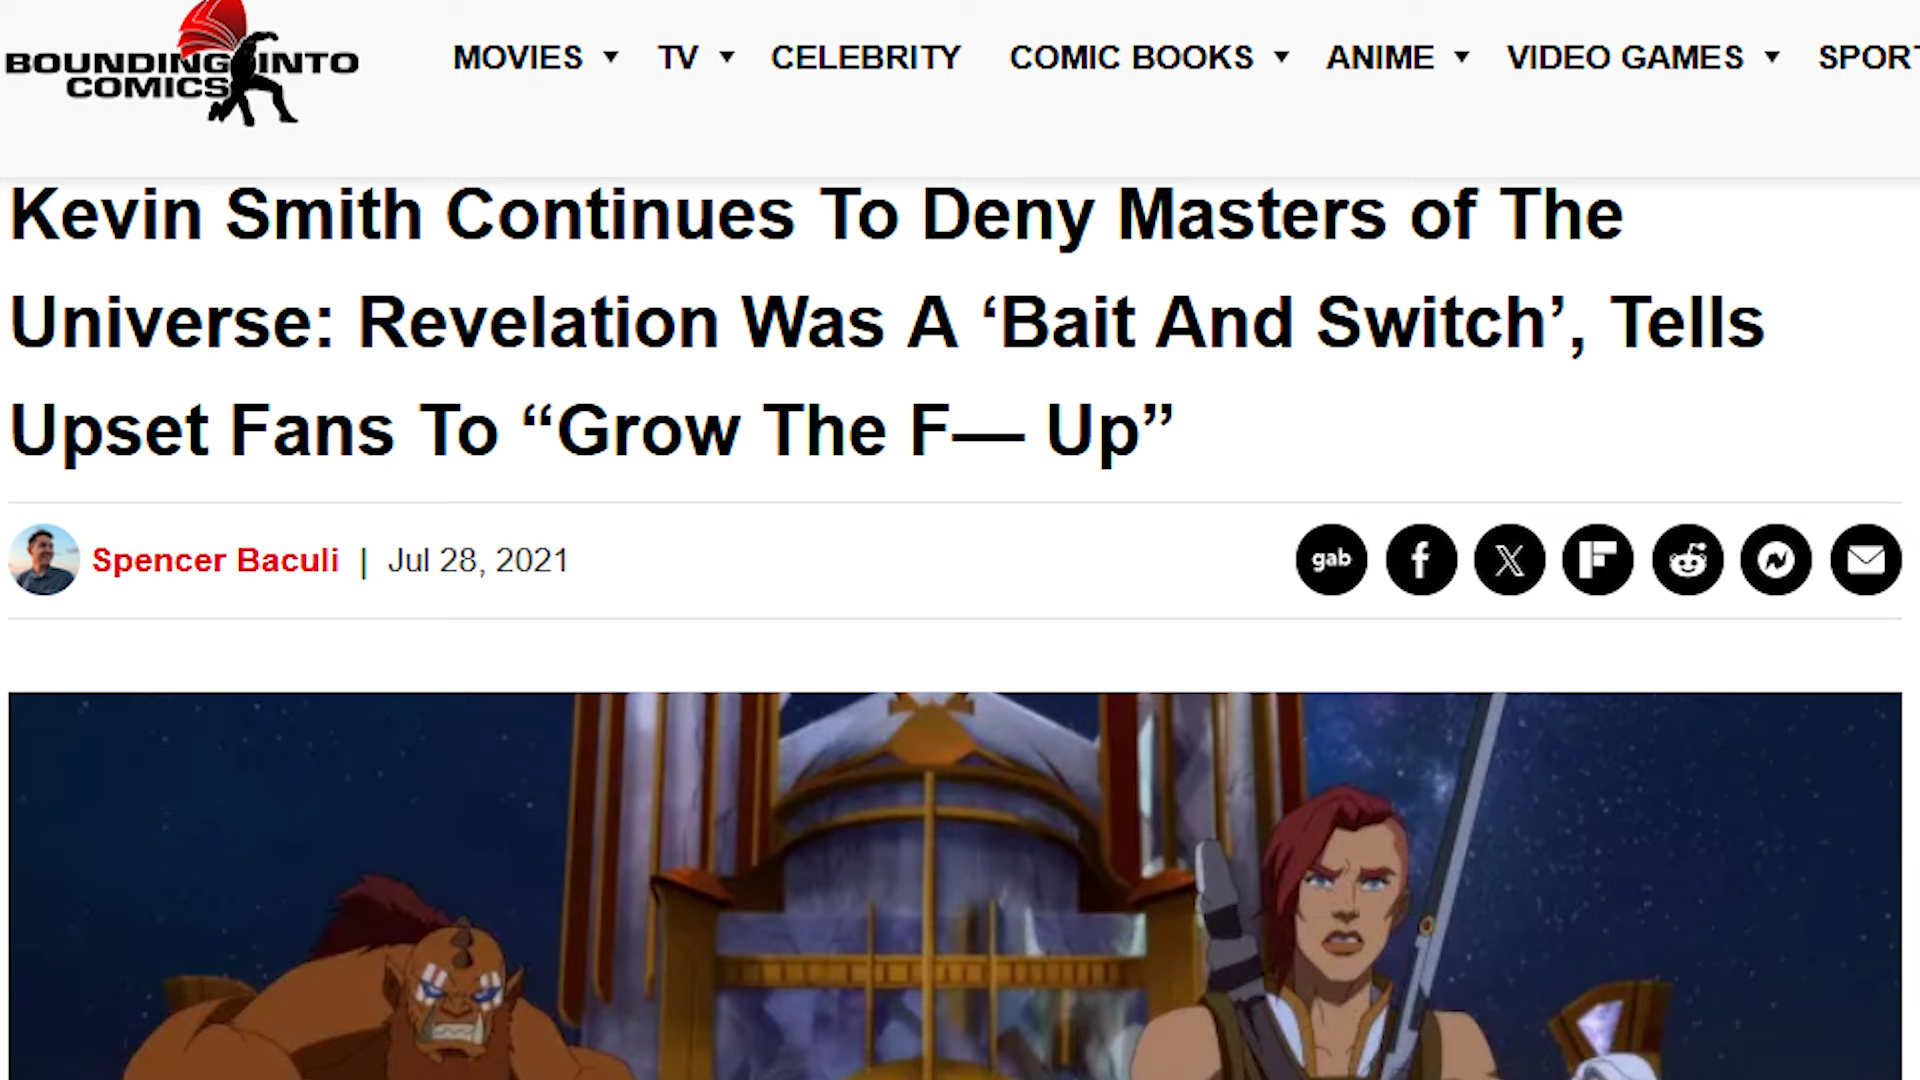 BOUNDING INTO
COMICS
MOVIES TV CELEBRITY COMIC BOOKS ANIME VIDEO GAMES SPORT
Kevin Smith Continues To Deny Masters of The
Universe: Revelation Was A ‘Bait And Switch’, Tells
Upset Fans To “Grow The F— Up”
Spencer Baculi | Jul 28, 2021
gab